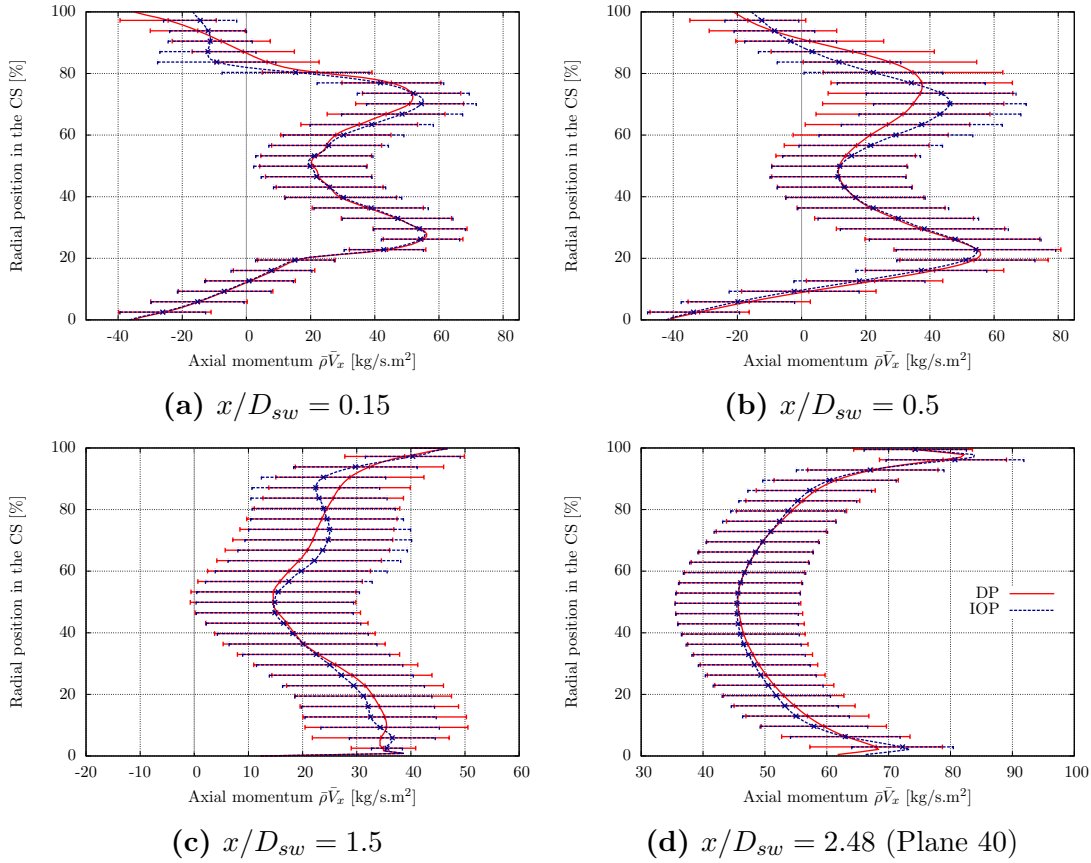 100
80
60
40
20
0
Radial position in the CS [%]
-40 -20 0 20 40 60 80
Axial momentum ρ̄V̄ₓ [kg/s.m²]
(a) x/D_sw = 0.15
100
80
60
40
20
0
Radial position in the CS [%]
-40 -20 0 20 40 60 80
Axial momentum ρ̄V̄ₓ [kg/s.m²]
(b) x/D_sw = 0.5
100
80
60
40
20
0
Radial position in the CS [%]
-20 -10 0 10 20 30 40 50 60
Axial momentum ρ̄V̄ₓ [kg/s.m²]
(c) x/D_sw = 1.5
100
80
60
40
20
0
Radial position in the CS [%]
DP
IOP
30 40 50 60 70 80 90 100
Axial momentum ρ̄V̄ₓ [kg/s.m²]
(d) x/D_sw = 2.48 (Plane 40)